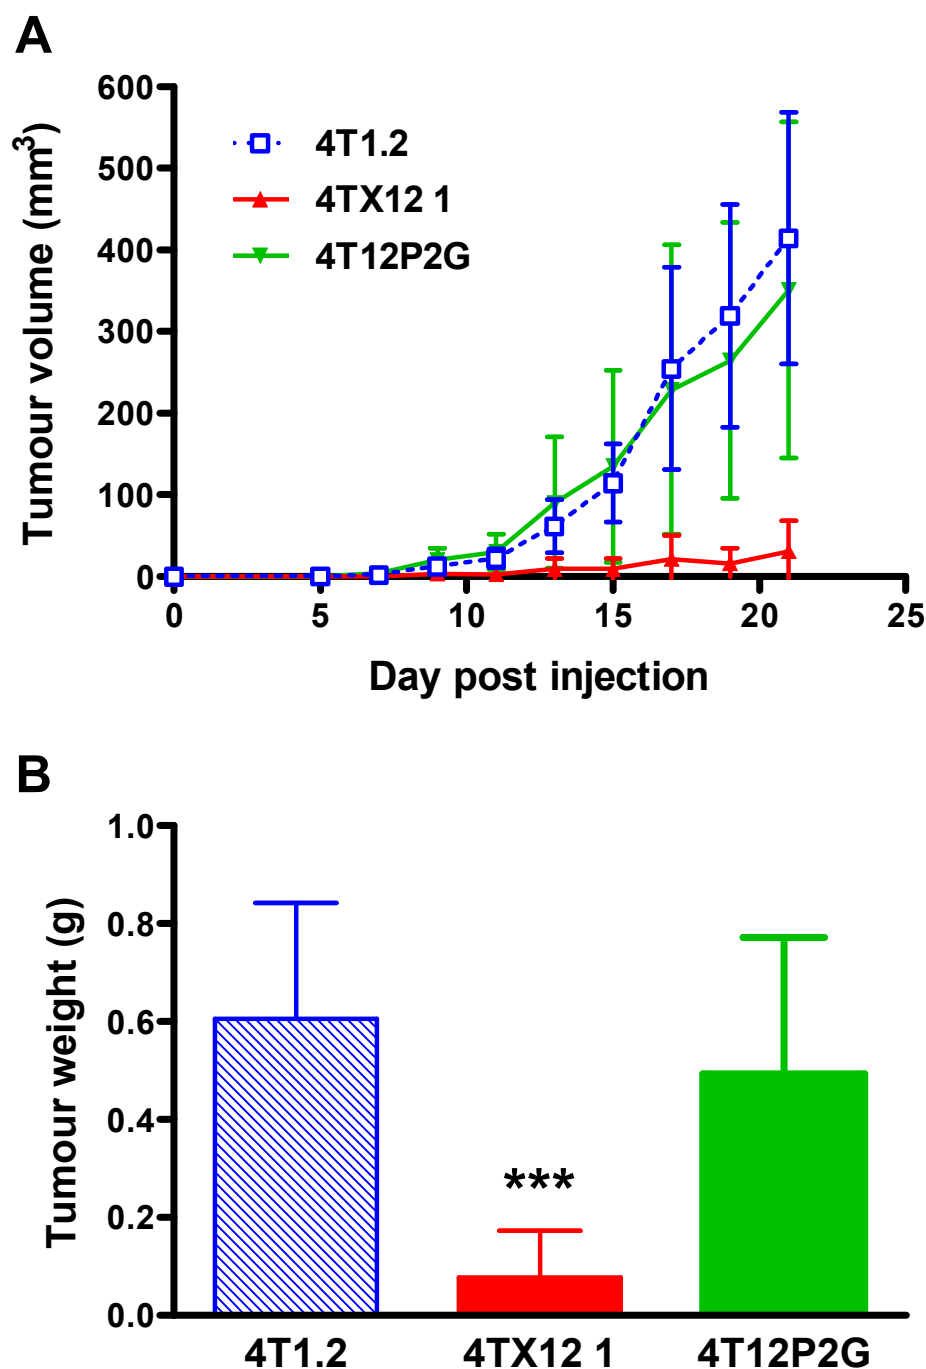 A
Tumour volume (mm³)
600
500
400
300
200
100
0
4T1.2
4TX12 1
4T12P2G
0 5 10 15 20 25
Day post injection
B
Tumour weight (g)
1.0
0.8
0.6
0.4
0.2
0.0
***
4T1.2 4TX12 1 4T12P2G